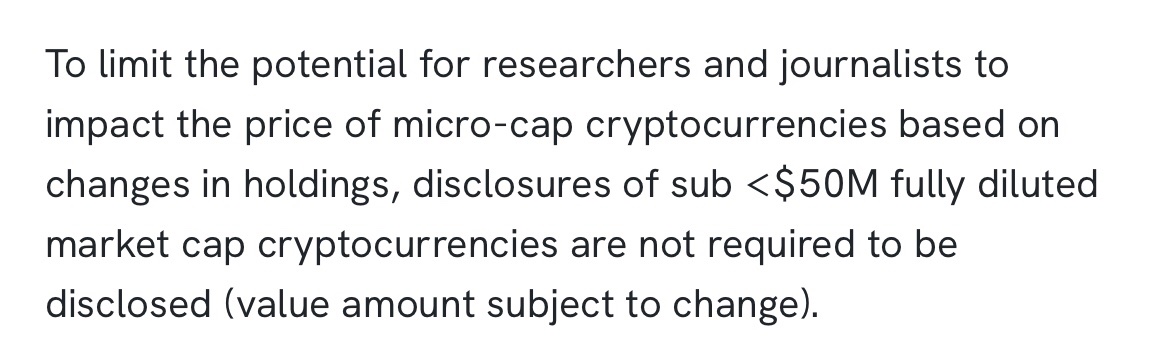 To limit the potential for researchers and journalists to
impact the price of micro-cap cryptocurrencies based on
changes in holdings, disclosures of sub <$50M fully diluted
market cap cryptocurrencies are not required to be
disclosed (value amount subject to change).